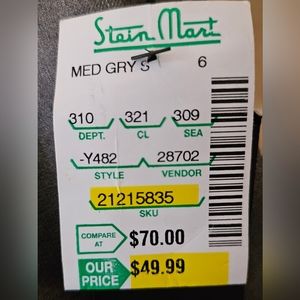 Stein Mart
MED GRY S 6
310 321 309
DEPT. CL SEA
-Y482 28702
STYLE VENDOR
21215835
SKU
COMPARE AT $70.00
OUR PRICE $49.99